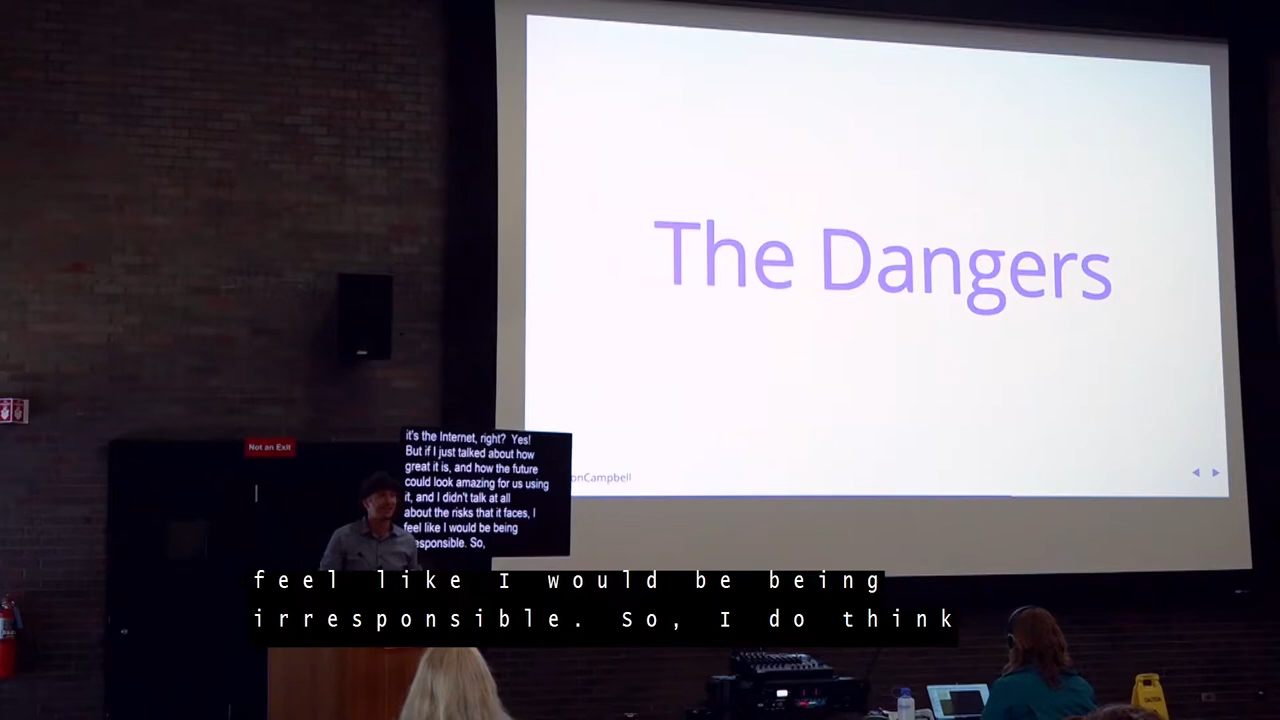 The Dangers
Not an Exit
it's the Internet, right? Yes!
But if I just talked about how
great it is, and how the future
could look amazing for us using
it, and I didn't talk at all
about the risks that it faces, I
feel like I would be being
esponsible. So,
onCampbell
feel like I would be being
irresponsible. So, I do think
CAUTION